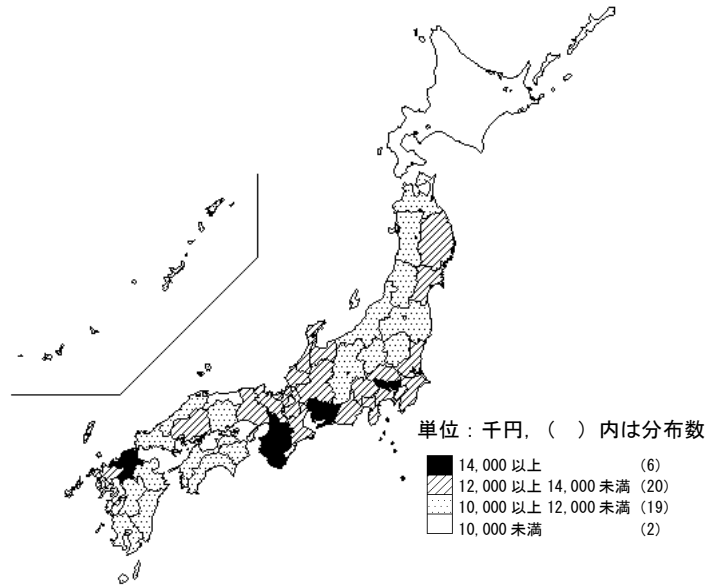 単位：千円，（　）内は分布数
14,000 以上 (6)
12,000 以上 14,000 未満 (20)
10,000 以上 12,000 未満 (19)
10,000 未満 (2)